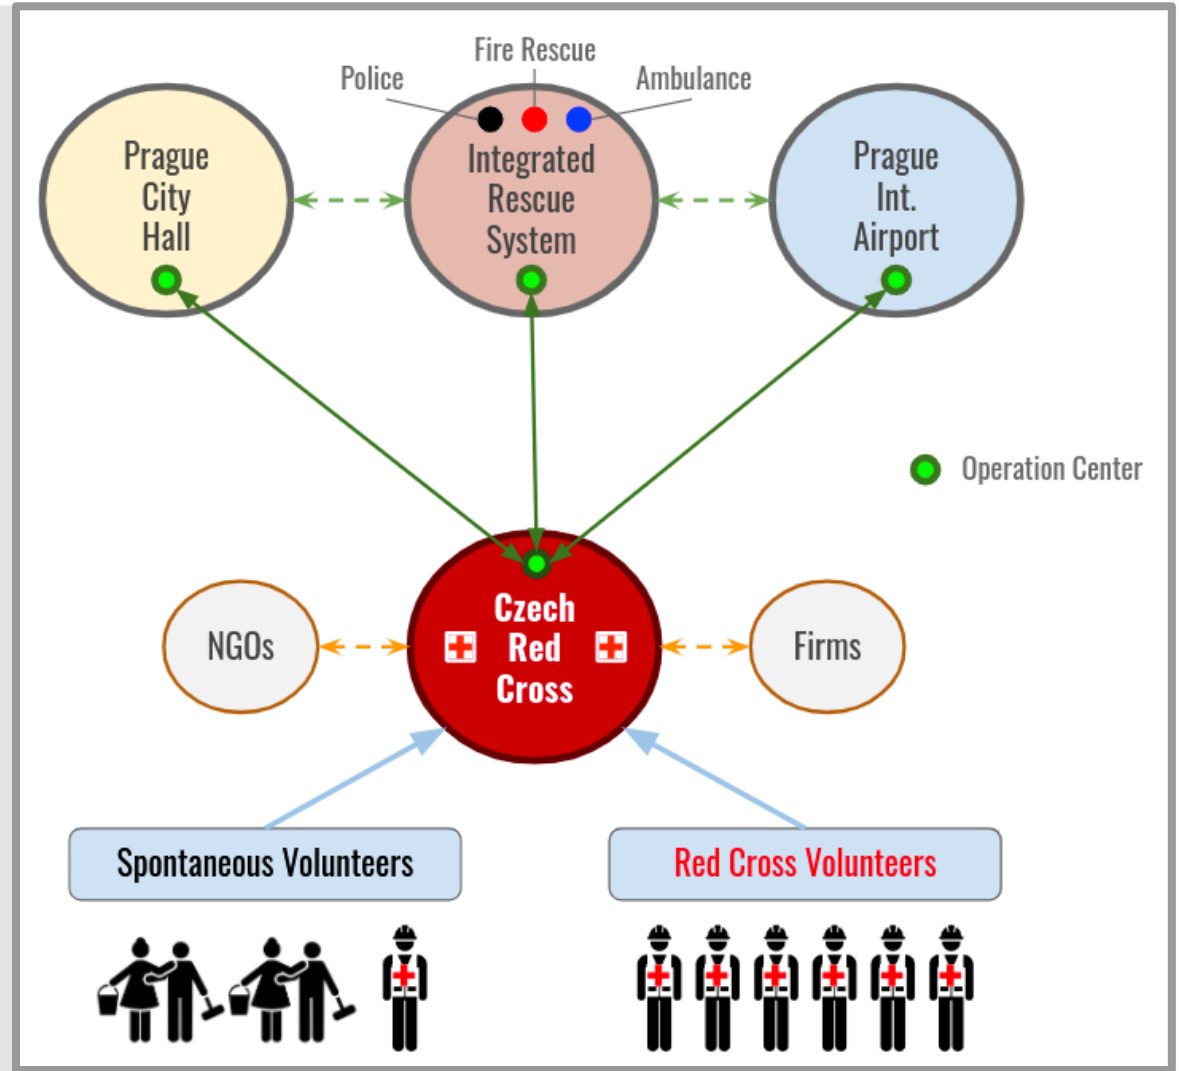 Fire Rescue
Police
Ambulance
Prague
City
Hall
Integrated
Rescue
System
Prague
Int.
Airport
Operation Center
NGOs
Czech
Red
Cross
Firms
Spontaneous Volunteers
Red Cross Volunteers